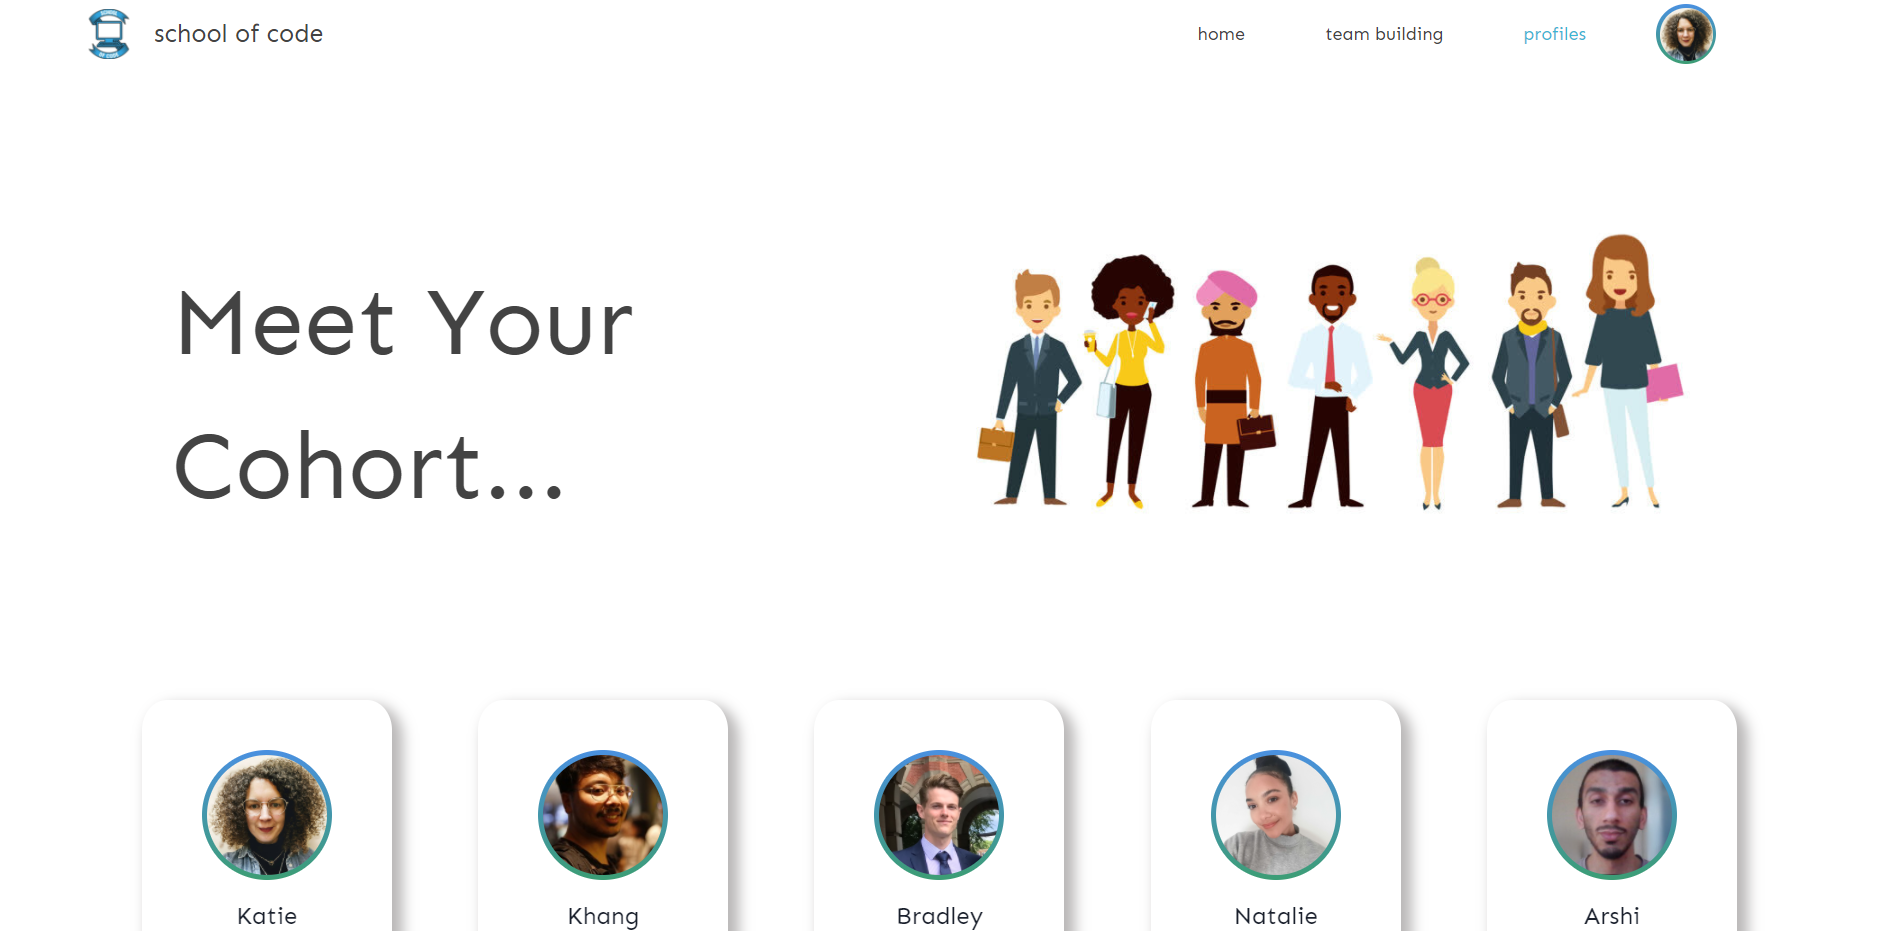 school of code
home
team building
profiles
Meet Your
Cohort...
Katie
Khang
Bradley
Natalie
Arshi